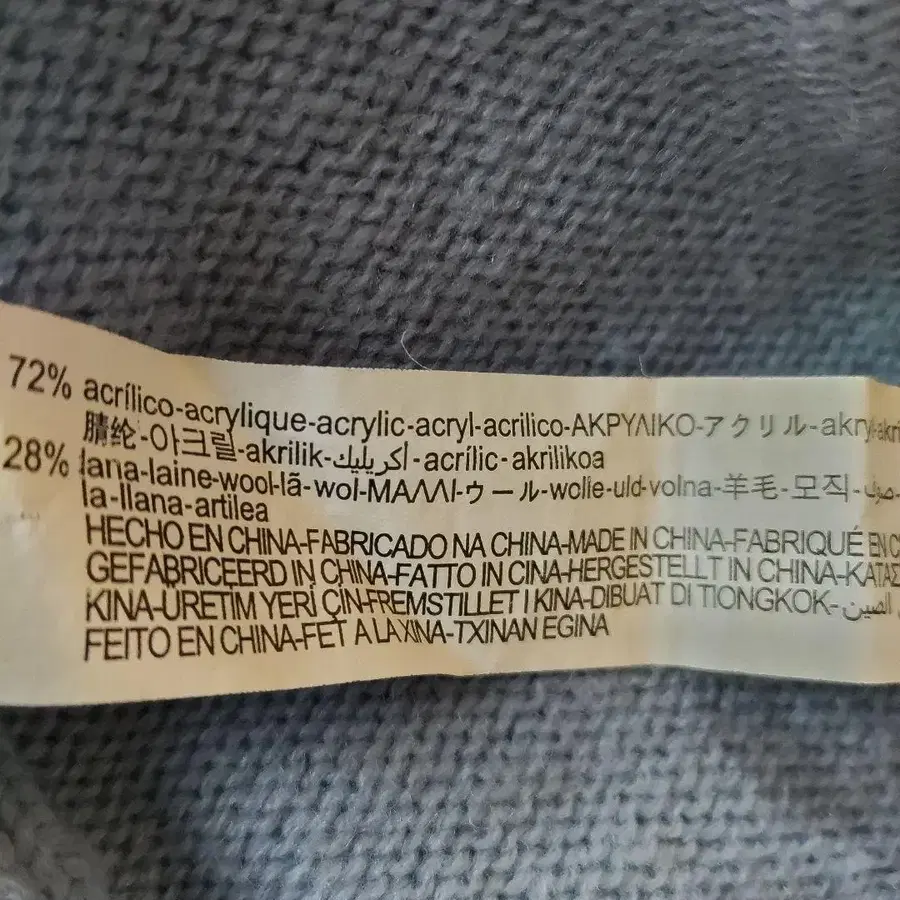 72% acrílico-acrylique-acrylic-acryl-acrilico-ΑΚΡΥΛΙΚΟ-アクリル-akryl-akri
腈纶-아크릴-akrilik-أكريليك-acrílic-akrilikoa
28% lana-laine-wool-lã-wol-ΜΑΛΛΙ-ウール-wolle-uld-volna-羊毛-모직-صوف-
la-llana-artilea
HECHO EN CHINA-FABRICADO NA CHINA-MADE IN CHINA-FABRIQUÉ EN C
GEFABRICEERD IN CHINA-FATTO IN CINA-HERGESTELLT IN CHINA-ΚΑΤΑΣ
KINA-ÜRETIM YERI ÇIN-FREMSTILLET I KINA-DIBUAT DI TIONGKOK-الصين
FEITO EN CHINA-FET A LA XINA-TXINAN EGINA